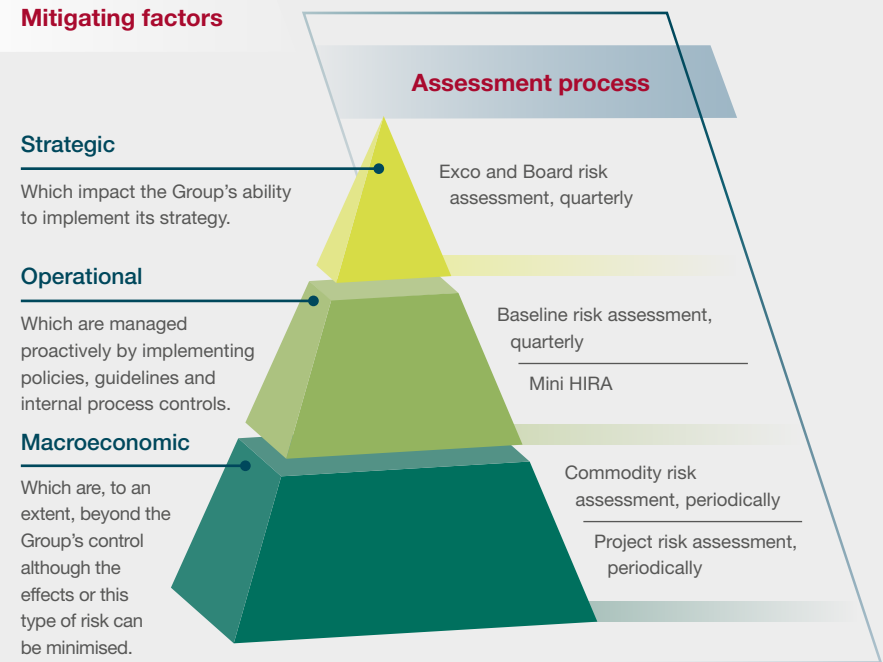 Mitigating factors
Assessment process
Strategic
Which impact the Group's ability
to implement its strategy.
Exco and Board risk
assessment, quarterly
Operational
Which are managed
proactively by implementing
policies, guidelines and
internal process controls.
Baseline risk assessment,
quarterly
Mini HIRA
Macroeconomic
Which are, to an
extent, beyond the
Group's control
although the
effects or this
type of risk can
be minimised.
Commodity risk
assessment, periodically
Project risk assessment,
periodically